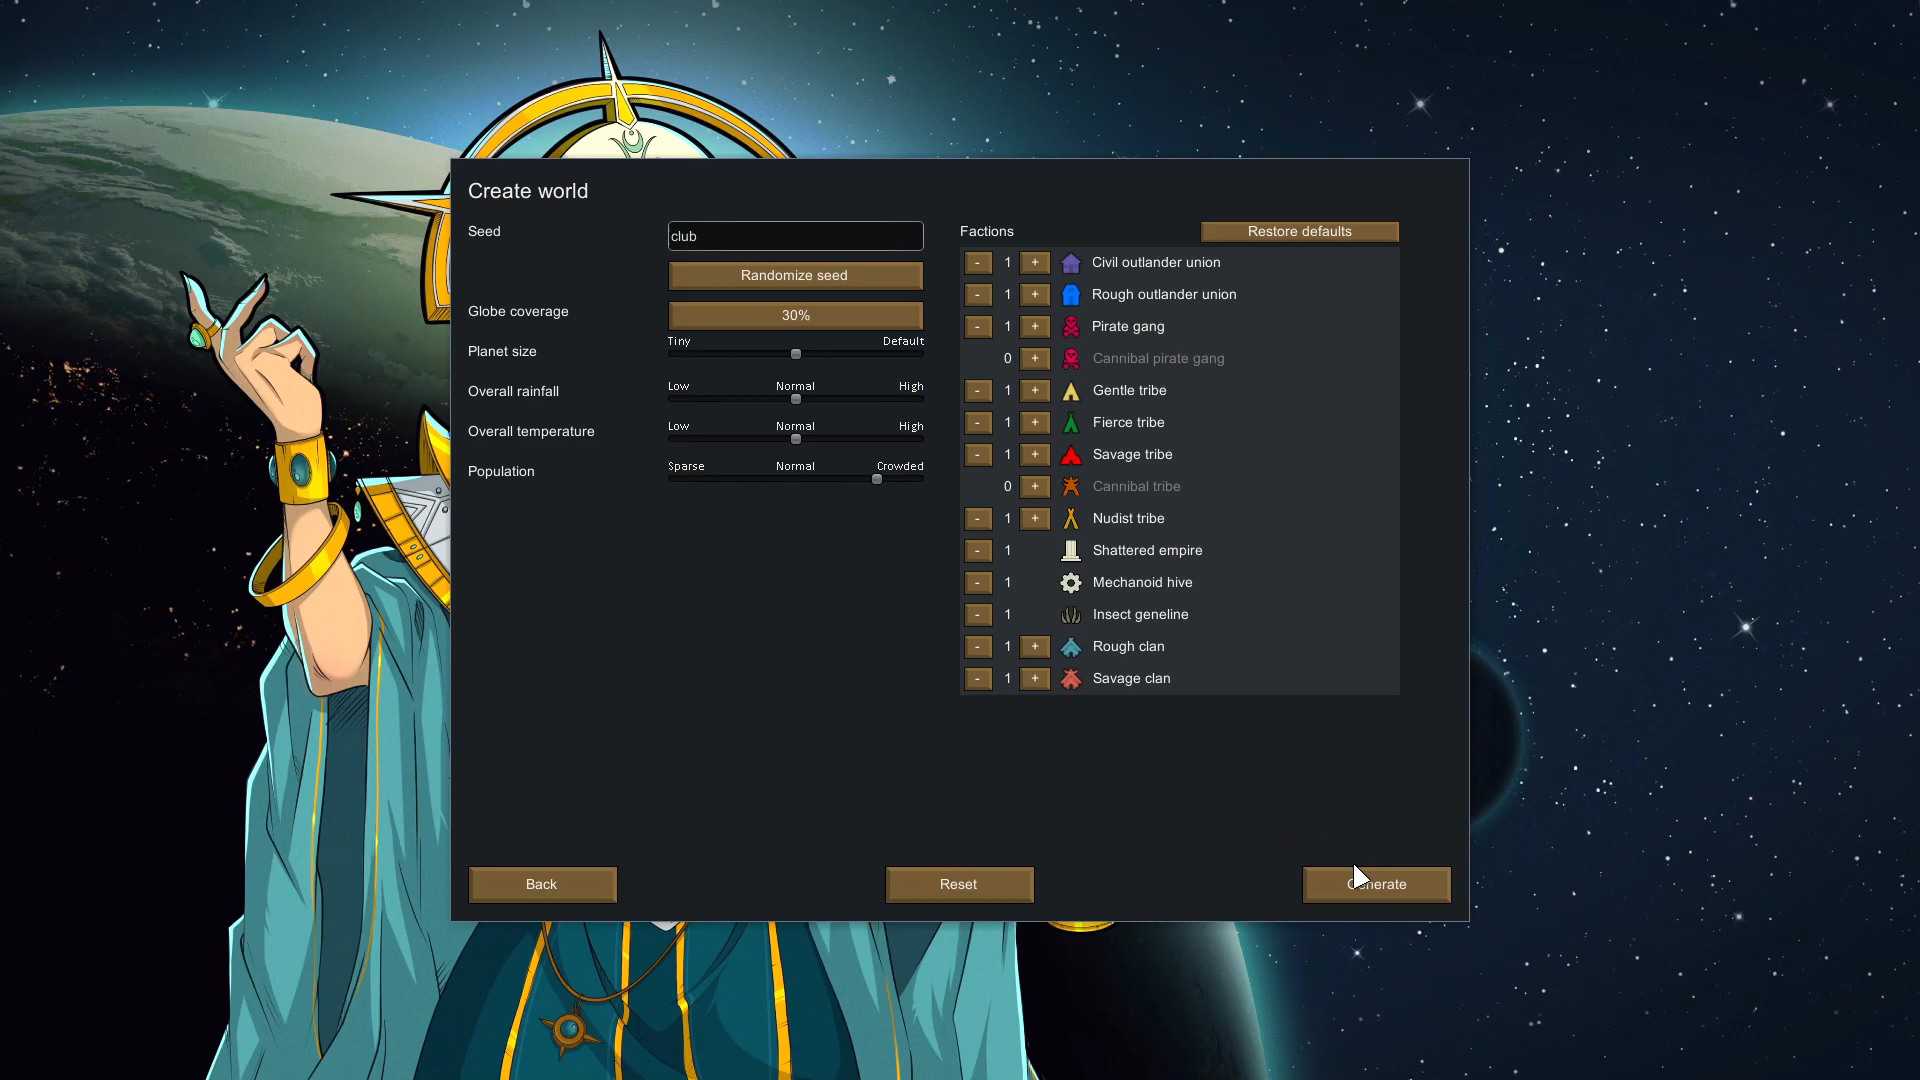 Create world
Seed
club
Randomize seed
Globe coverage
30%
Planet size
Tiny Default
Overall rainfall
Low Normal High
Overall temperature
Low Normal High
Population
Sparse Normal Crowded
Factions
Restore defaults
- 1 + Civil outlander union
- 1 + Rough outlander union
- 1 + Pirate gang
0 + Cannibal pirate gang
- 1 + Gentle tribe
- 1 + Fierce tribe
- 1 + Savage tribe
0 + Cannibal tribe
- 1 + Nudist tribe
- 1 Shattered empire
- 1 Mechanoid hive
- 1 Insect geneline
- 1 + Rough clan
- 1 + Savage clan
Back
Reset
Generate